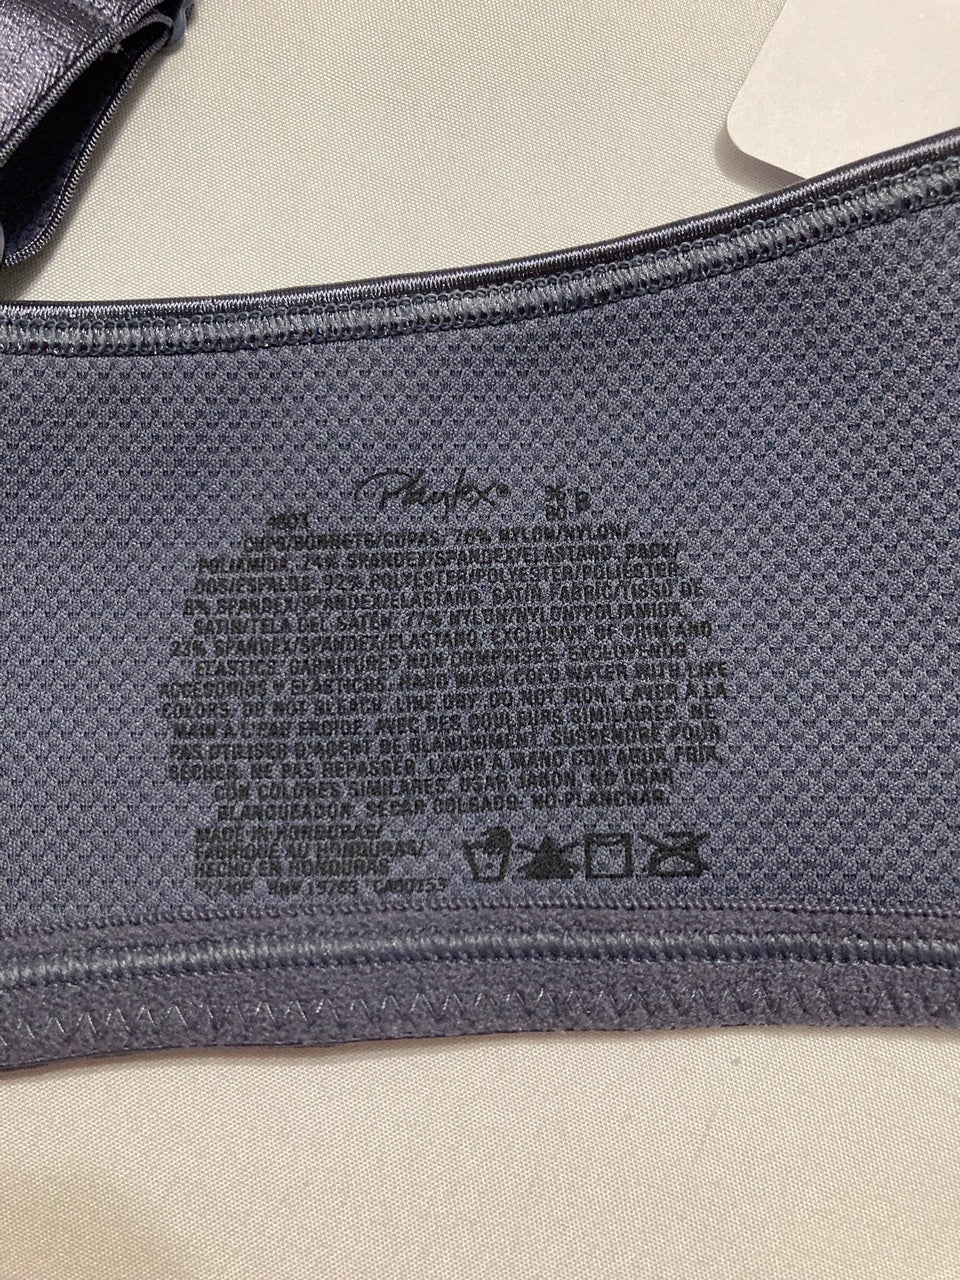 Playtex 36 B
80
4803
CUPS/BONNETS/COPAS, 76% NYLON/NYLON/
POLIAMIDA, 24% SPANDEX/SPANDEX/ELASTANO. BACK/
DOS/ESPALDA: 92% POLYESTER/POLYESTER/POLIESTER
8% SPANDEX/SPANDEX/ELASTANO. SATIN FABRIC/TISSU DE
SATIN/TELA DEL SATEN: 77% NYLON/NYLON/POLIAMIDA
23% SPANDEX/SPANDEX/ELASTANO. EXCLUSIVE OF TRIM AND
ELASTICS. GARNITURES NON COMPRISES. EXCLUYENDO
ACCESORIOS Y ELASTICOS. HAND WASH COLD WATER WITH LIKE
COLORS. DO NOT BLEACH. LINE DRY. DO NOT IRON. LAVER À LA
MAIN À L'EAU FROIDE, AVEC DES COULEURS SIMILAIRES. NE
PAS UTILISER D'AGENT DE BLANCHIMENT. SUSPENDRE POUR
SECHER. NE PAS REPASSER. LAVAR A MANO CON AGUA FRIA,
CON COLORES SIMILARES. USAR JABON. NO USAR
BLANQUEADOR. SECAR COLGADO. NO PLANCHAR.
MADE IN HONDURAS/
FABRIQUÉ AU HONDURAS/
HECHO EN HONDURAS
RN# 15763 CA00153